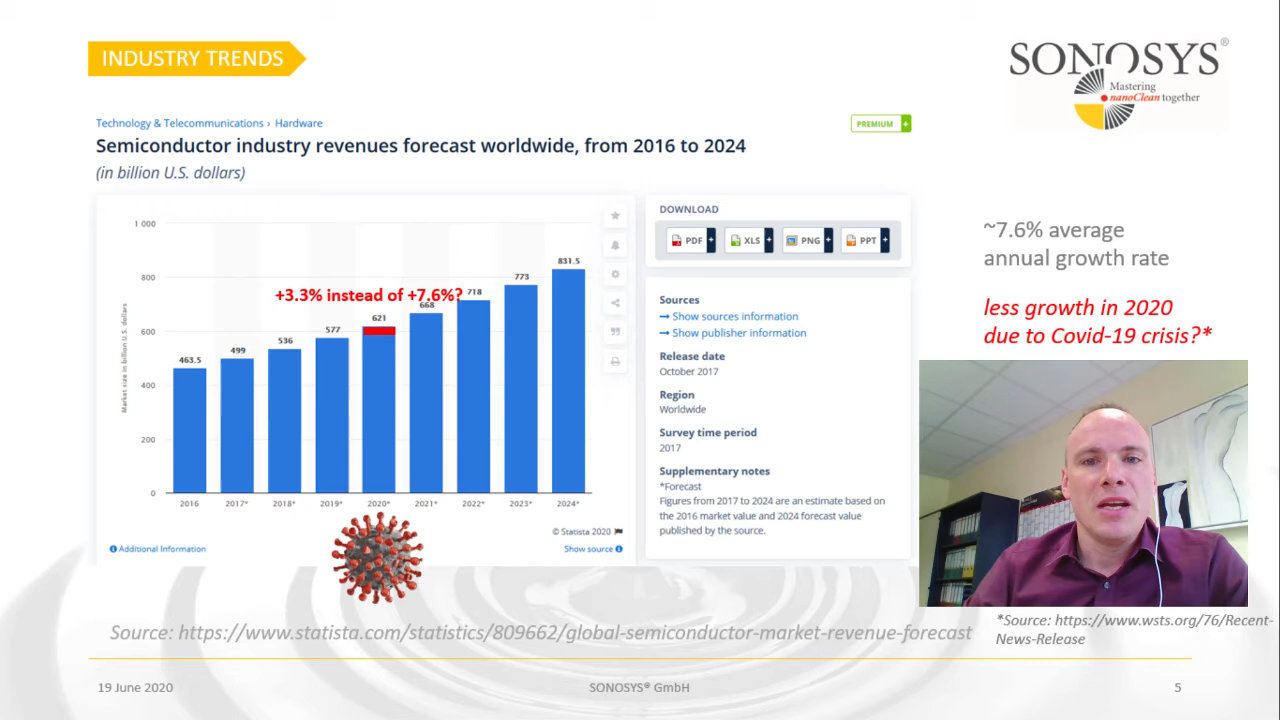 INDUSTRY TRENDS
SONOSYS®
Mastering
nanoClean together
Technology & Telecommunications › Hardware
PREMIUM +
Semiconductor industry revenues forecast worldwide, from 2016 to 2024
(in billion U.S. dollars)
DOWNLOAD
PDF + XLS + PNG + PPT +
Market size in billion U.S. dollars
1 000
800
600
400
200
0
463.5
499
536
577
621
668
718
773
831.5
+3.3% instead of +7.6%?
2016 2017* 2018* 2019* 2020* 2021* 2022* 2023* 2024*
© Statista 2020
Additional Information
Show source
Sources
Show sources information
Show publisher information
Release date
October 2017
Region
Worldwide
Survey time period
2017
Supplementary notes
*Forecast
Figures from 2017 to 2024 are an estimate based on
the 2016 market value and 2024 forecast value
published by the source.
~7.6% average
annual growth rate
less growth in 2020
due to Covid-19 crisis?*
Source: https://www.statista.com/statistics/809662/global-semiconductor-market-revenue-forecast
*Source: https://www.wsts.org/76/Recent-
News-Release
19 June 2020
SONOSYS® GmbH
5